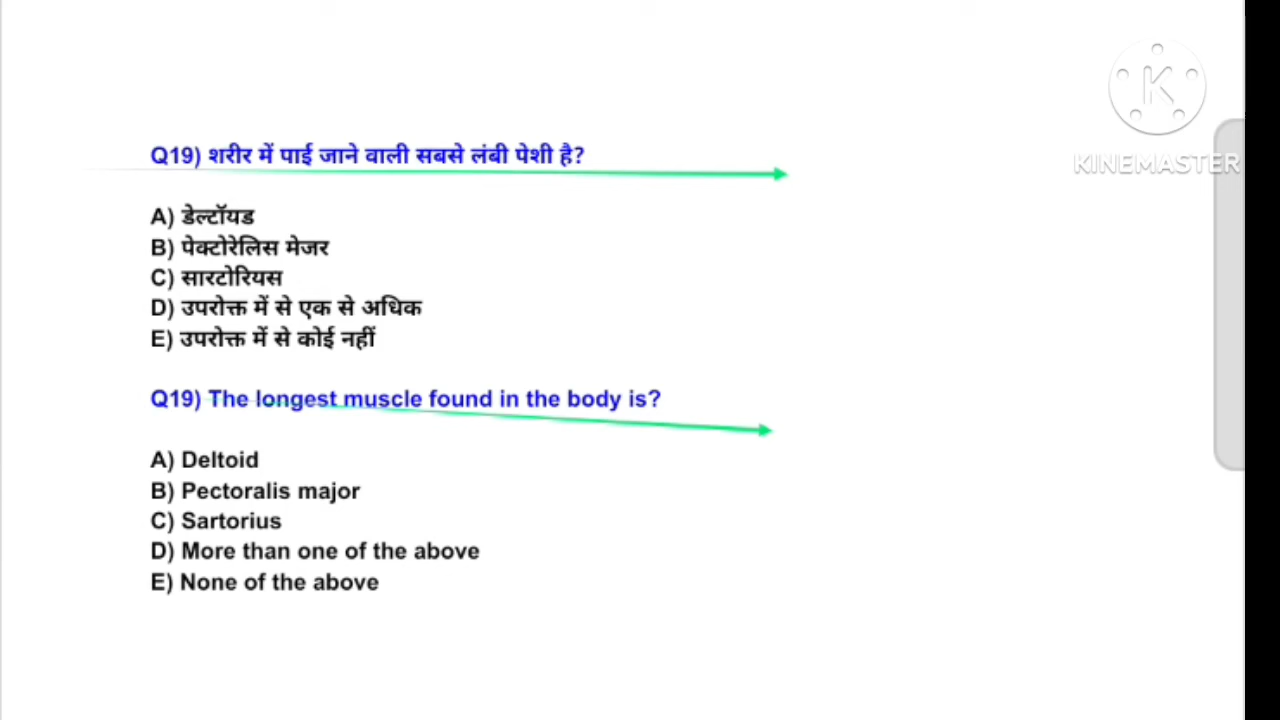 Q19) शरीर में पाई जाने वाली सबसे लंबी पेशी है?
A) डेल्टॉयड
B) पेक्टोरेलिस मेजर
C) सारटोरियस
D) उपरोक्त में से एक से अधिक
E) उपरोक्त में से कोई नहीं
Q19) The longest muscle found in the body is?
A) Deltoid
B) Pectoralis major
C) Sartorius
D) More than one of the above
E) None of the above
K
KINEMASTER